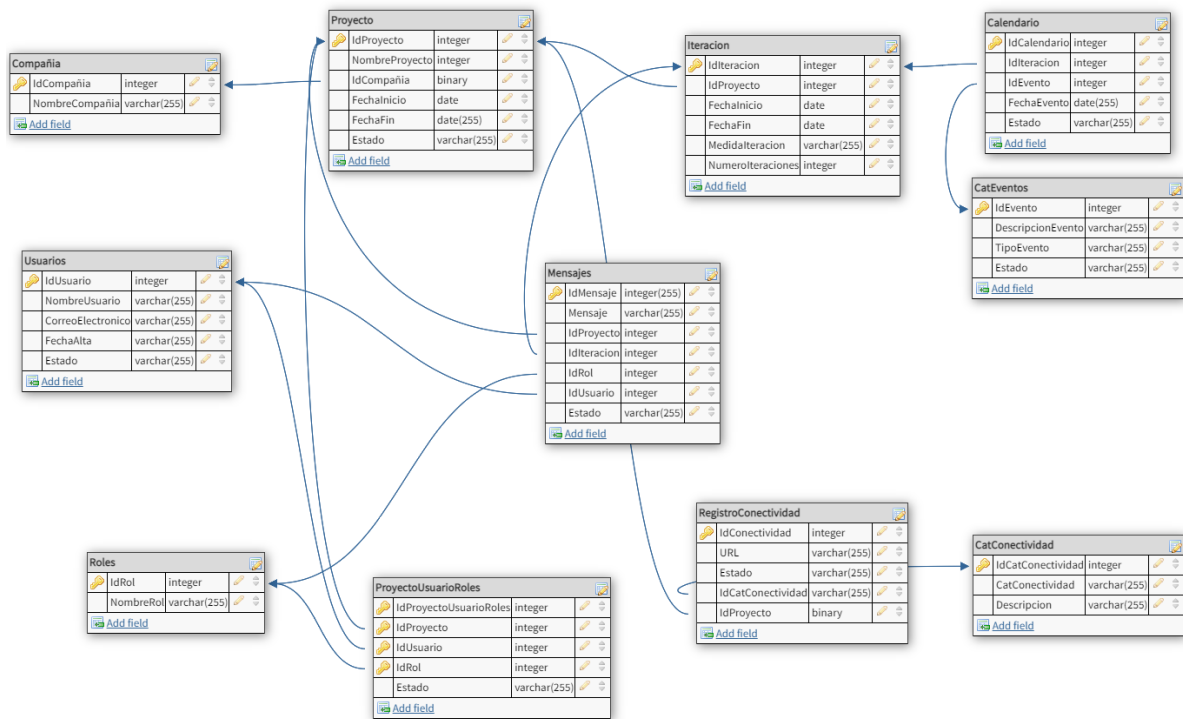 Compañia
IdCompañia integer
NombreCompañia varchar(255)
Add field
Proyecto
IdProyecto integer
NombreProyecto integer
IdCompañia binary
FechaInicio date
FechaFin date(255)
Estado varchar(255)
Add field
Iteracion
IdIteracion integer
IdProyecto integer
FechaInicio date
FechaFin date
MedidaIteracion varchar(255)
NumeroIteraciones integer
Add field
Calendario
IdCalendario integer
IdIteracion integer
IdEvento integer
FechaEvento date(255)
Estado varchar(255)
Add field
CatEventos
IdEvento integer
DescripcionEvento varchar(255)
TipoEvento varchar(255)
Estado varchar(255)
Usuarios
IdUsuario integer
NombreUsuario varchar(255)
CorreoElectronico varchar(255)
FechaAlta varchar(255)
Estado varchar(255)
Add field
Mensajes
IdMensaje integer(255)
Mensaje varchar(255)
IdProyecto integer
IdIteracion integer
IdRol integer
IdUsuario integer
Estado varchar(255)
Add field
Add field
Roles
IdRol integer
NombreRol varchar(255)
Add field
ProyectoUsuarioRoles
IdProyectoUsuarioRoles integer
IdProyecto integer
IdUsuario integer
IdRol integer
Estado varchar(255)
Add field
RegistroConectividad
IdConectividad integer
URL varchar(255)
Estado varchar(255)
IdCatConectividad varchar(255)
IdProyecto binary
Add field
CatConectividad
IdCatConectividad integer
CatConectividad varchar(255)
Descripcion varchar(255)
Add field